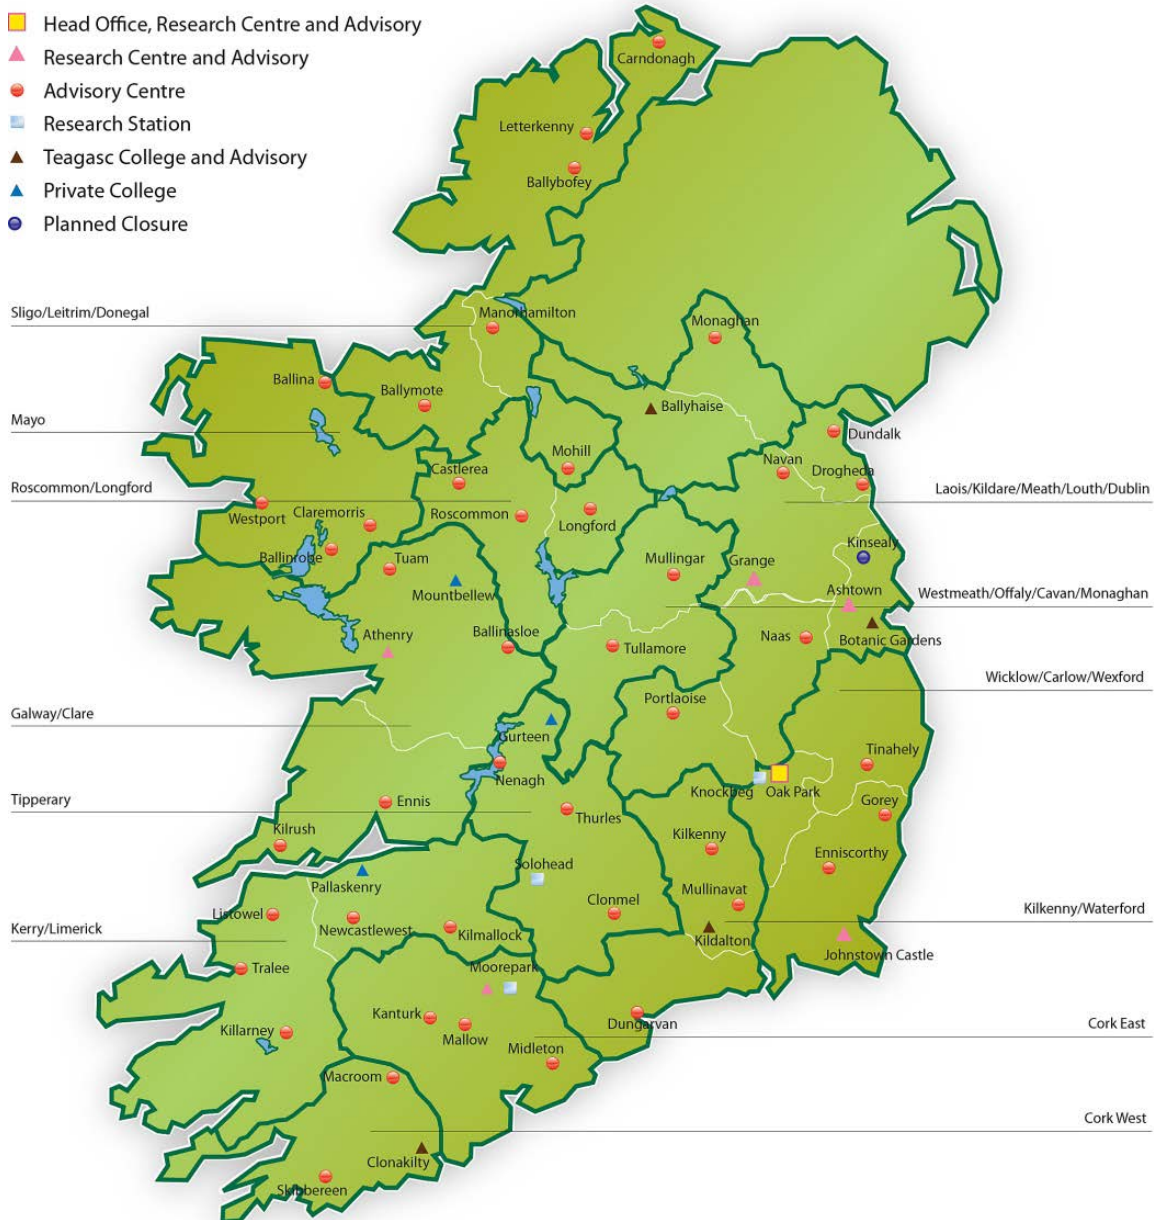 Head Office, Research Centre and Advisory
Research Centre and Advisory
Advisory Centre
Research Station
Teagasc College and Advisory
Private College
Planned Closure
Carndonagh
Letterkenny
Ballybofey
Sligo/Leitrim/Donegal
Manorhamilton
Monaghan
Ballina
Ballymote
Ballyhaise
Mayo
Dundalk
Mohill
Navan
Castlerea
Drogheda
Roscommon/Longford
Laois/Kildare/Meath/Louth/Dublin
Claremorris
Roscommon
Westport
Longford
Kinsealy
Ballinrobe
Tuam
Mullingar
Grange
Mountbellew
Ashtown
Westmeath/Offaly/Cavan/Monaghan
Athenry
Ballinasloe
Naas
Botanic Gardens
Tullamore
Wicklow/Carlow/Wexford
Portlaoise
Galway/Clare
Gurteen
Tinahely
Nenagh
Knockbeg
Oak Park
Tipperary
Ennis
Gorey
Thurles
Kilrush
Kilkenny
Enniscorthy
Solohead
Pallaskenry
Mullinavat
Clonmel
Kilkenny/Waterford
Listowel
Newcastlewest
Kilmallock
Kerry/Limerick
Kildalton
Johnstown Castle
Tralee
Moorepark
Kanturk
Killarney
Mallow
Dungarvan
Cork East
Midleton
Macroom
Cork West
Clonakilty
Skibbereen